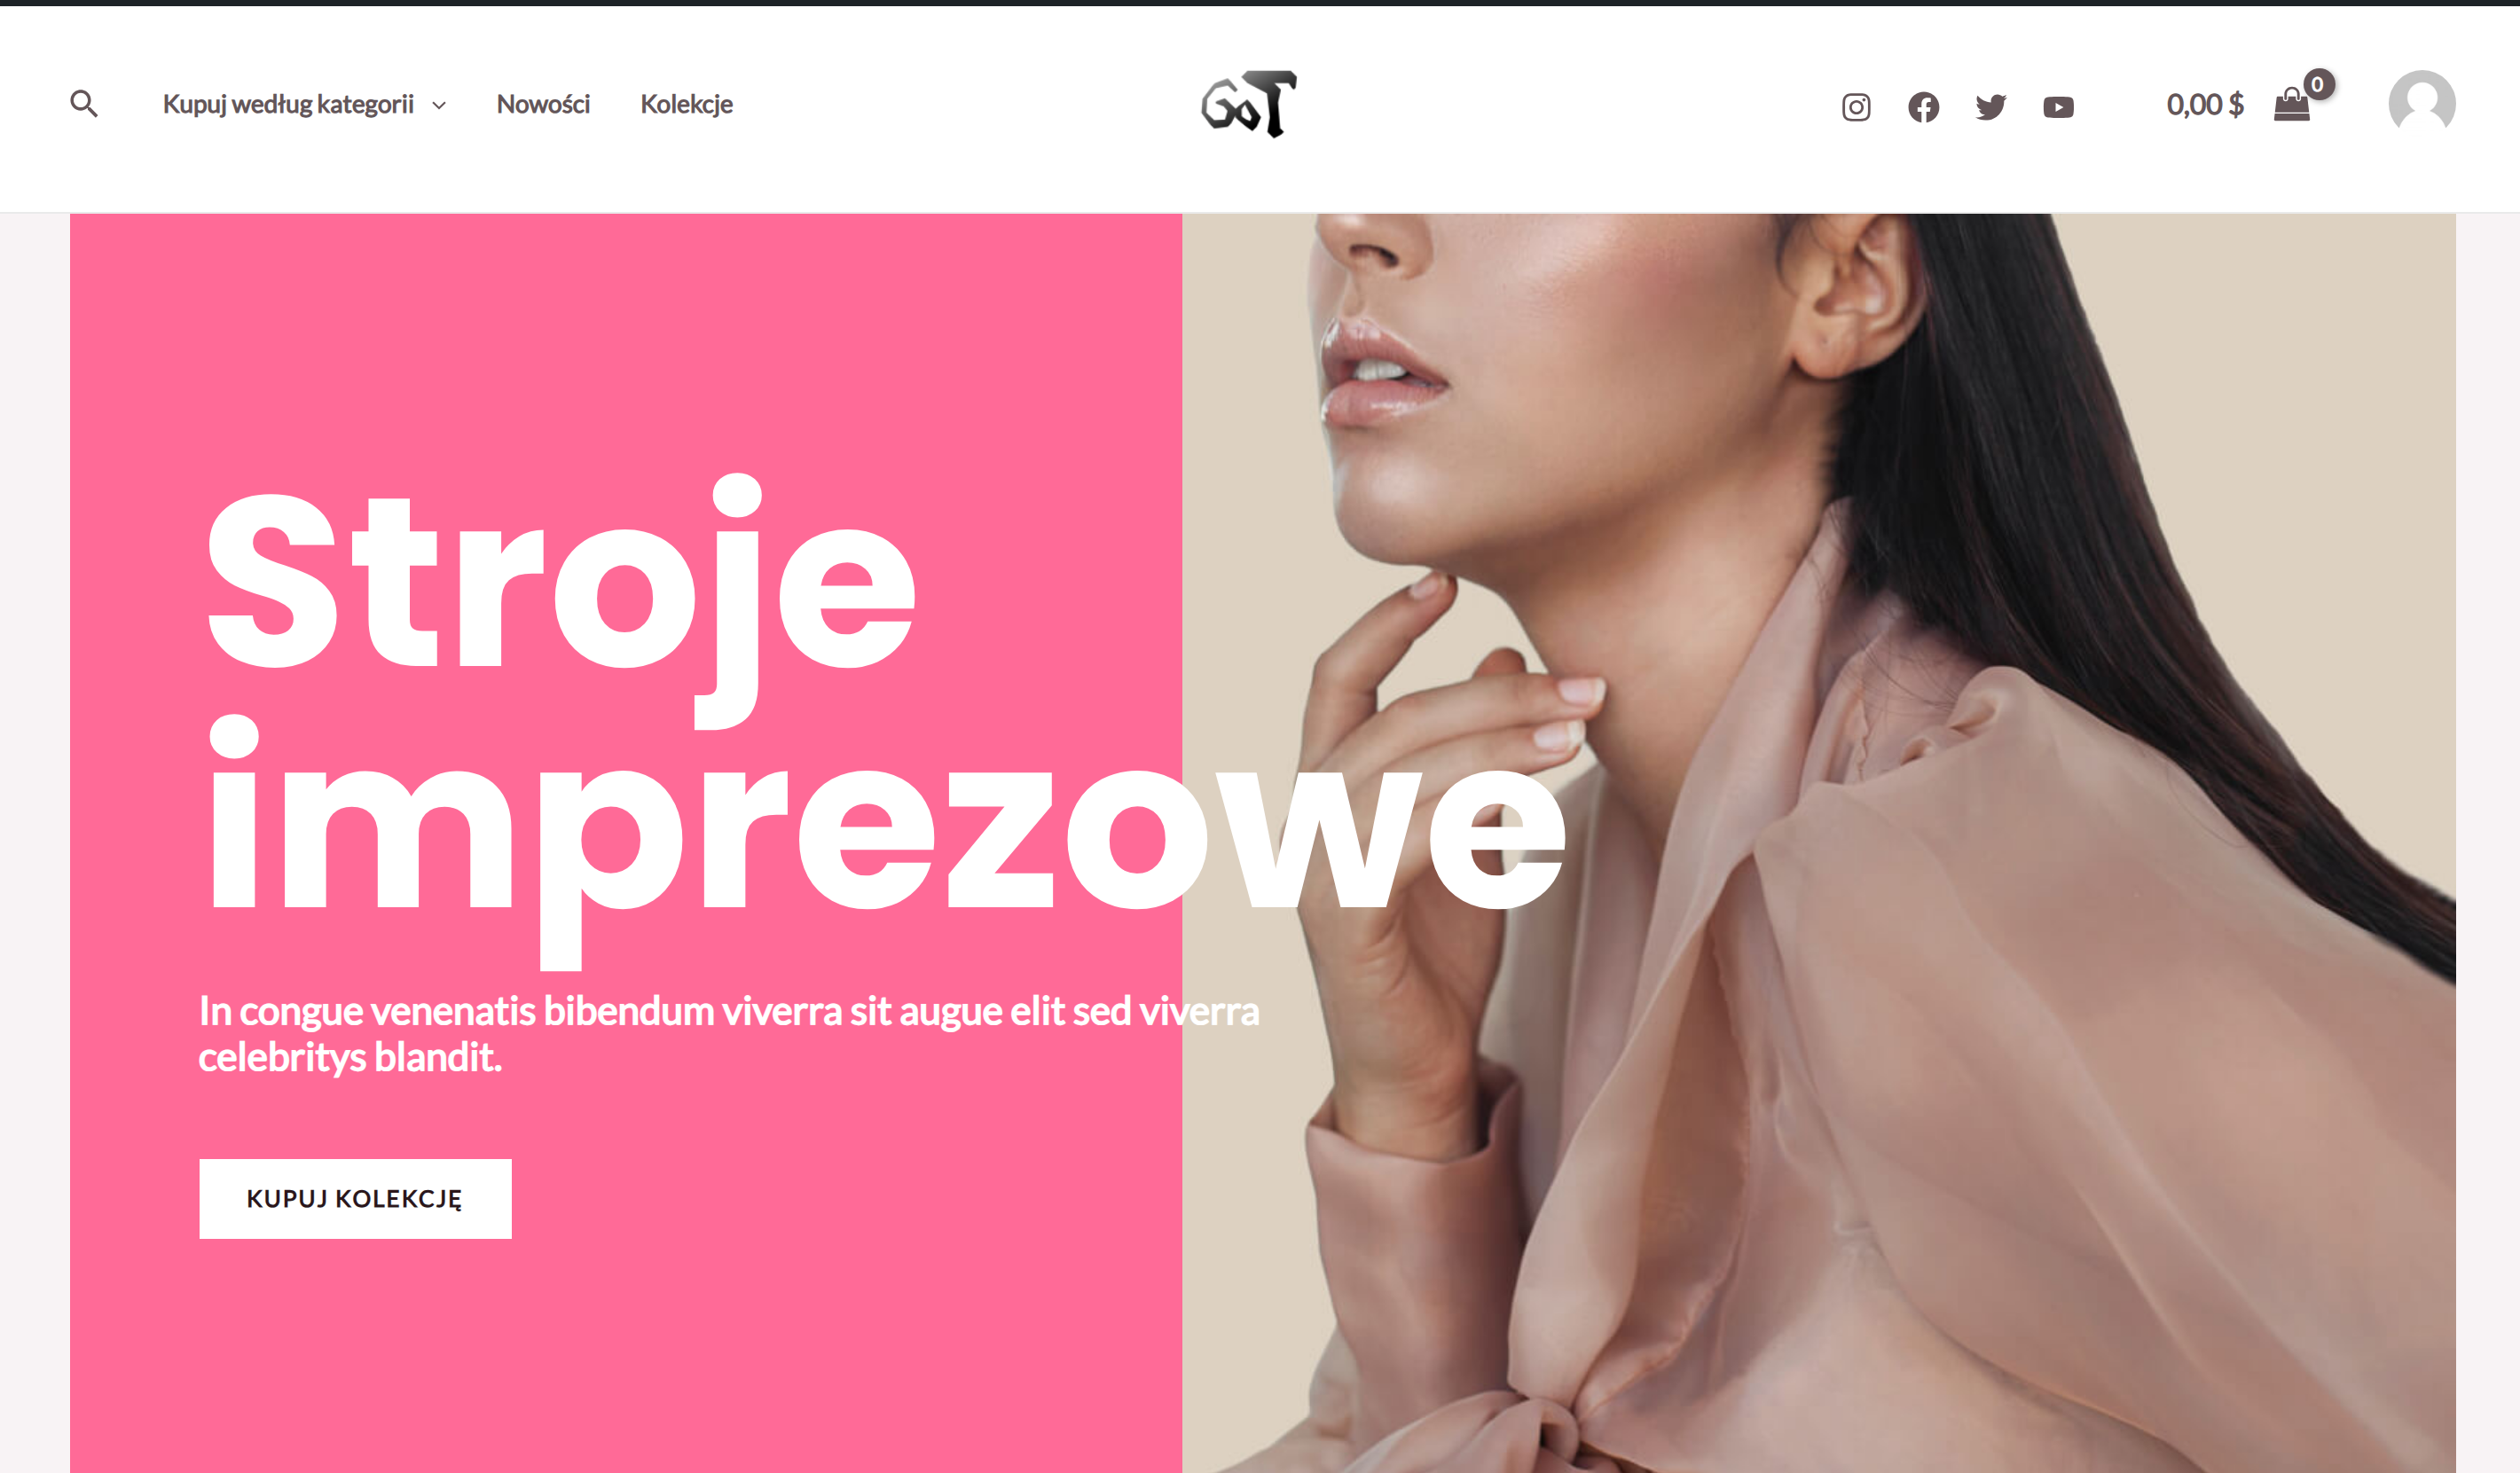 Kupuj według kategorii Nowości Kolekcje
GoT
0,00 $ 0
Stroje
imprezowe
In congue venenatis bibendum viverra sit augue elit sed viverra
celebritys blandit.
KUPUJ KOLEKCJĘ